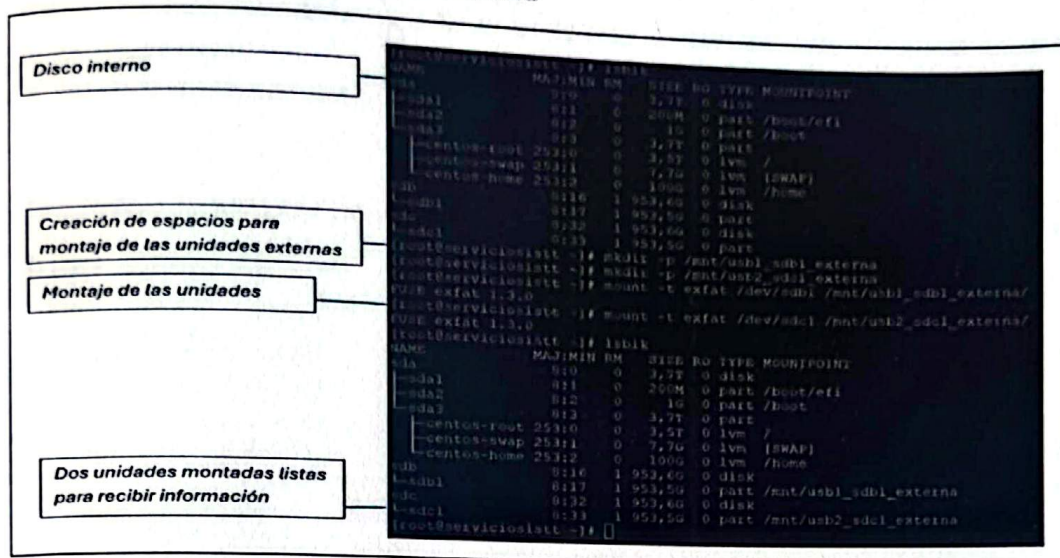 Disco interno
Creación de espacios para
montaje de las unidades externas
Montaje de las unidades
Dos unidades montadas listas
para recibir información
[root@serviciosistt ~]# lsblk
NAME MAJ:MIN RM SIZE RO TYPE MOUNTPOINT
sda 8:0 0 3,7T 0 disk
├─sda1 8:1 0 200M 0 part /boot/efi
├─sda2 8:2 0 1G 0 part /boot
└─sda3 8:3 0 3,7T 0 part
├─centos-root 253:0 0 3,5T 0 lvm /
├─centos-swap 253:1 0 7,7G 0 lvm [SWAP]
└─centos-home 253:2 0 100G 0 lvm /home
sdb 8:16 1 953,6G 0 disk
└─sdb1 8:17 1 953,5G 0 part
sdc 8:32 1 953,6G 0 disk
└─sdc1 8:33 1 953,5G 0 part
[root@serviciosistt ~]# mkdir -p /mnt/usb1_sdb1_externa
[root@serviciosistt ~]# mkdir -p /mnt/usb2_sdc1_externa
[root@serviciosistt ~]# mount -t exfat /dev/sdb1 /mnt/usb1_sdb1_externa/
FUSE exfat 1.3.0
[root@serviciosistt ~]# mount -t exfat /dev/sdc1 /mnt/usb2_sdc1_externa/
FUSE exfat 1.3.0
[root@serviciosistt ~]# lsblk
NAME MAJ:MIN RM SIZE RO TYPE MOUNTPOINT
sda 8:0 0 3,7T 0 disk
├─sda1 8:1 0 200M 0 part /boot/efi
├─sda2 8:2 0 1G 0 part /boot
└─sda3 8:3 0 3,7T 0 part
├─centos-root 253:0 0 3,5T 0 lvm /
├─centos-swap 253:1 0 7,7G 0 lvm [SWAP]
└─centos-home 253:2 0 100G 0 lvm /home
sdb 8:16 1 953,6G 0 disk
└─sdb1 8:17 1 953,5G 0 part /mnt/usb1_sdb1_externa
sdc 8:32 1 953,6G 0 disk
└─sdc1 8:33 1 953,5G 0 part /mnt/usb2_sdc1_externa
[root@serviciosistt ~]#